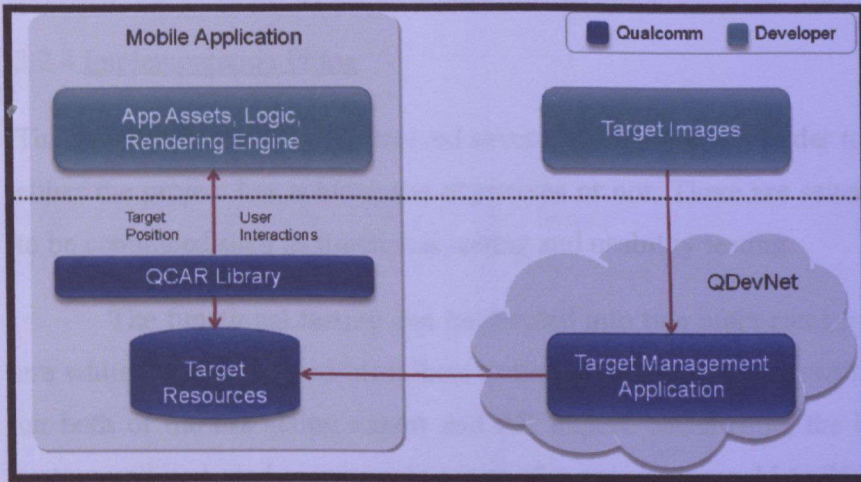 Mobile Application
Qualcomm
Developer
App Assets, Logic,
Rendering Engine
Target Images
Target
Position
User
Interactions
QCAR Library
QDevNet
Target
Resources
Target Management
Application